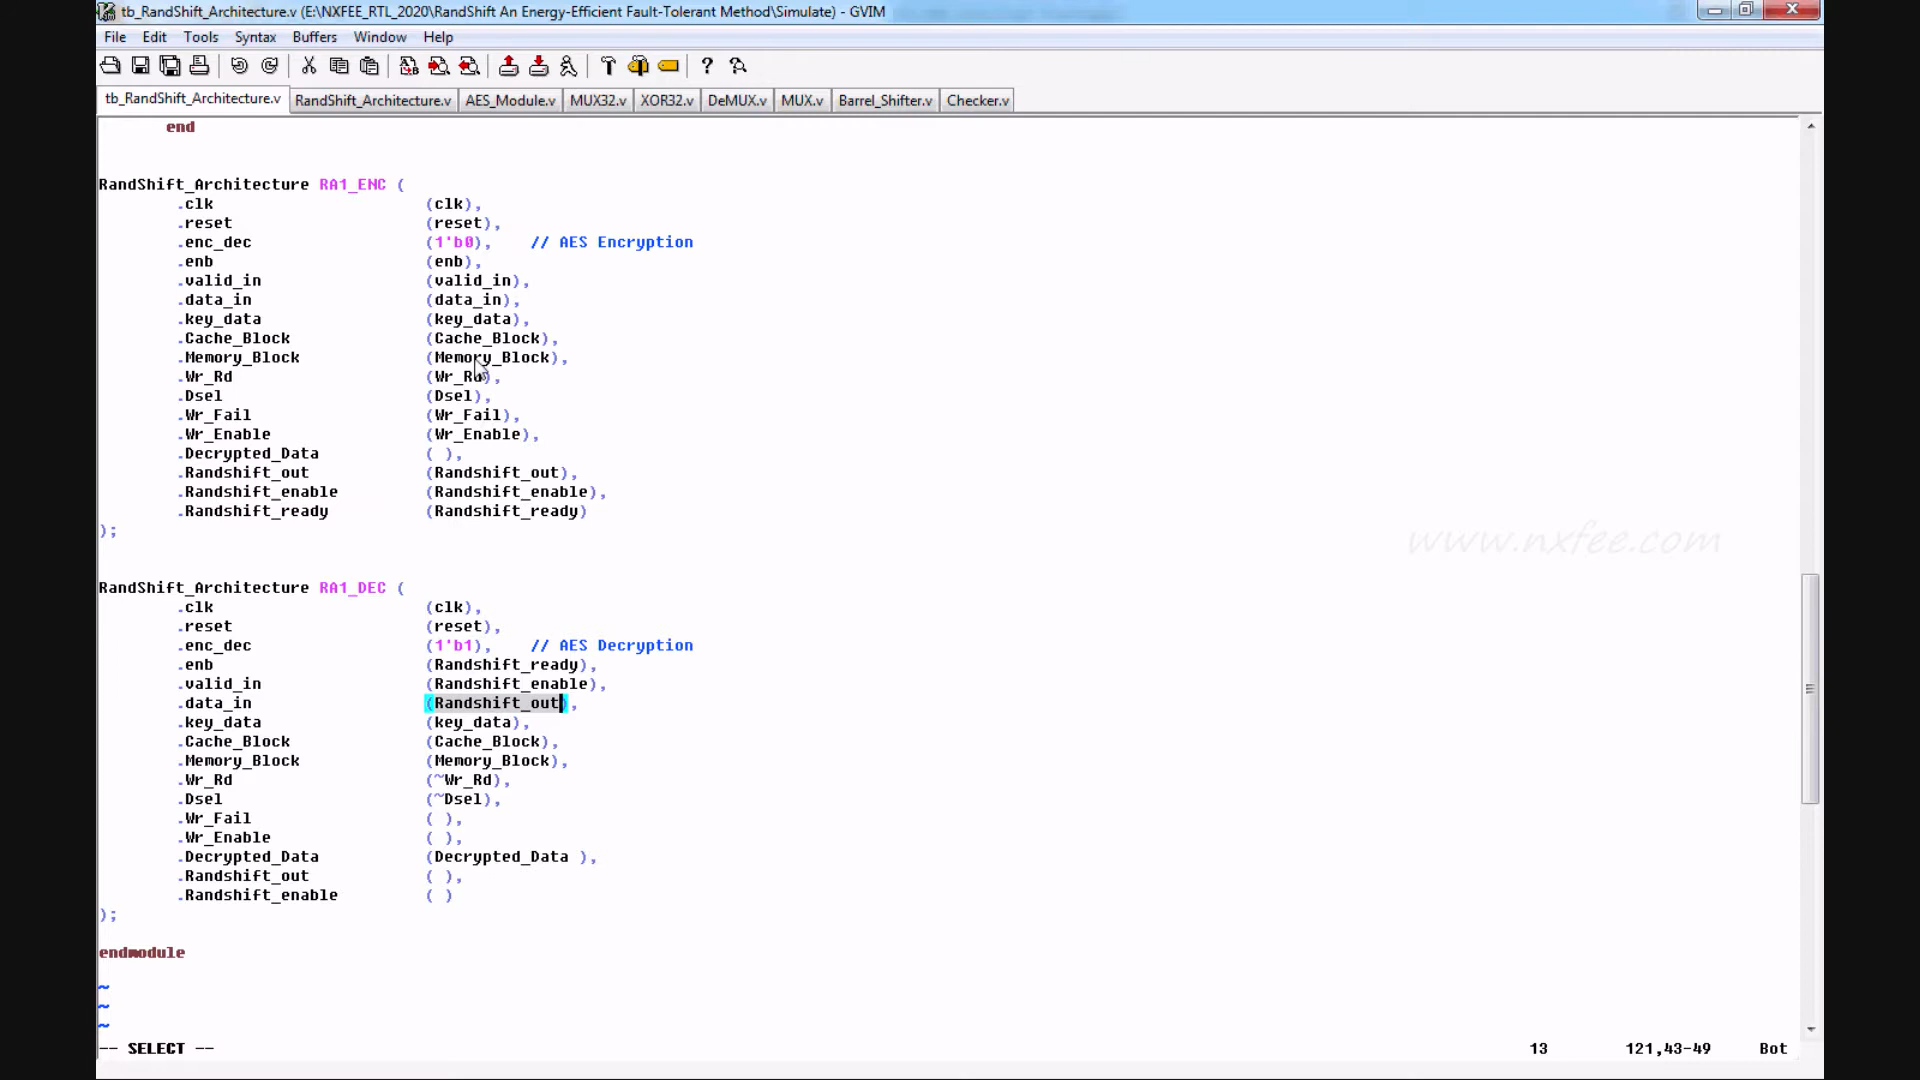 tb_RandShift_Architecture.v (E:\NXFEE_RTL_2020\RandShift An Energy-Efficient Fault-Tolerant Method\Simulate) - GVIM
File Edit Tools Syntax Buffers Window Help
tb_RandShift_Architecture.v RandShift_Architecture.v AES_Module.v MUX32.v XOR32.v DeMUX.v MUX.v Barrel_Shifter.v Checker.v
end
RandShift_Architecture RA1_ENC (
.clk (clk),
.reset (reset),
.enc_dec (1'b0), // AES Encryption
.enb (enb),
.valid_in (valid_in),
.data_in (data_in),
.key_data (key_data),
.Cache_Block (Cache_Block),
.Memory_Block (Memory_Block),
.Wr_Rd (Wr_Rd),
.Dsel (Dsel),
.Wr_Fail (Wr_Fail),
.Wr_Enable (Wr_Enable),
.Decrypted_Data ( ),
.Randshift_out (Randshift_out),
.Randshift_enable (Randshift_enable),
.Randshift_ready (Randshift_ready)
);
www.nxfee.com
RandShift_Architecture RA1_DEC (
.clk (clk),
.reset (reset),
.enc_dec (1'b1), // AES Decryption
.enb (Randshift_ready),
.valid_in (Randshift_enable),
.data_in (Randshift_out),
.key_data (key_data),
.Cache_Block (Cache_Block),
.Memory_Block (Memory_Block),
.Wr_Rd (~Wr_Rd),
.Dsel (~Dsel),
.Wr_Fail ( ),
.Wr_Enable ( ),
.Decrypted_Data (Decrypted_Data ),
.Randshift_out ( ),
.Randshift_enable ( )
);
endmodule
~
~
~
-- SELECT -- 13 121,43-49 Bot